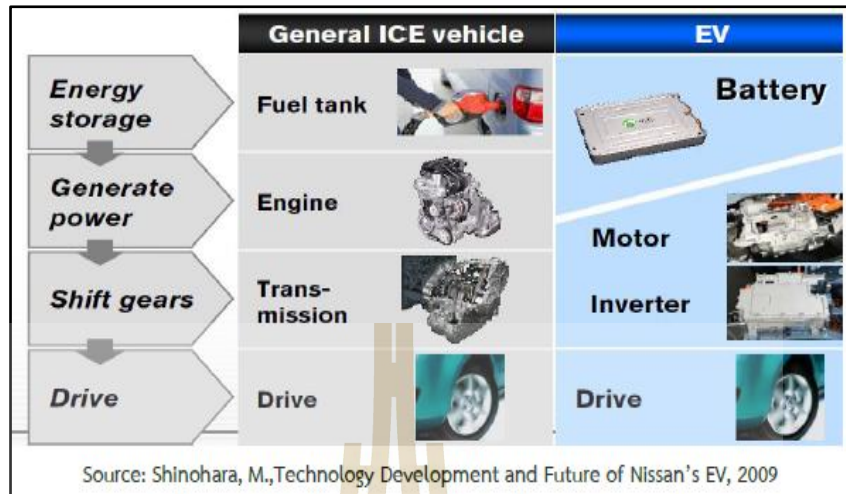 General ICE vehicle
EV
Energy
storage
Fuel tank
Battery
Generate
power
Engine
Motor
Shift gears
Trans-
mission
Inverter
Drive
Drive
Drive
Source: Shinohara, M.,Technology Development and Future of Nissan's EV, 2009